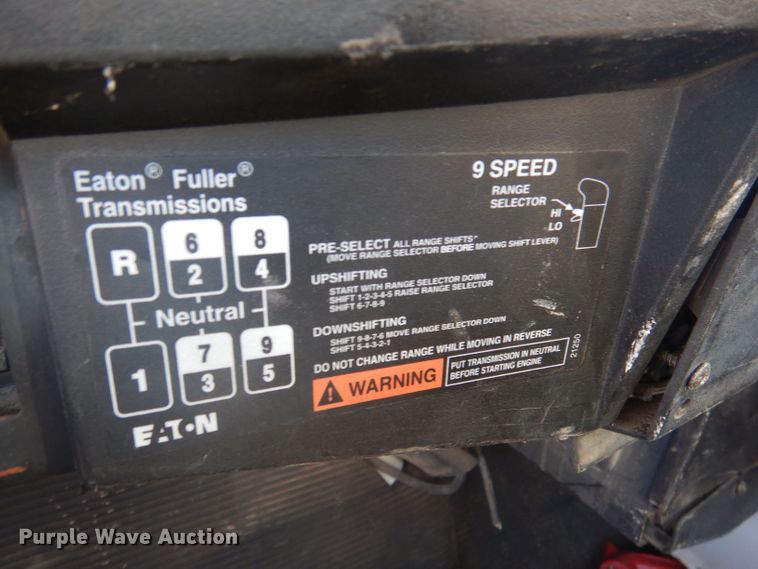 Eaton® Fuller®
Transmissions
9 SPEED
RANGE
SELECTOR
HI
LO
R
6
2
8
4
Neutral
1
7
3
9
5
EATON
PRE-SELECT ALL RANGE SHIFTS"
(MOVE RANGE SELECTOR BEFORE MOVING SHIFT LEVER)
UPSHIFTING
START WITH RANGE SELECTOR DOWN
SHIFT 1-2-3-4-5 RAISE RANGE SELECTOR
SHIFT 6-7-8-9
DOWNSHIFTING
SHIFT 9-8-7-6 MOVE RANGE SELECTOR DOWN
SHIFT 5-4-3-2-1
DO NOT CHANGE RANGE WHILE MOVING IN REVERSE
WARNING
PUT TRANSMISSION IN NEUTRAL
BEFORE STARTING ENGINE
21250
Purple Wave Auction®